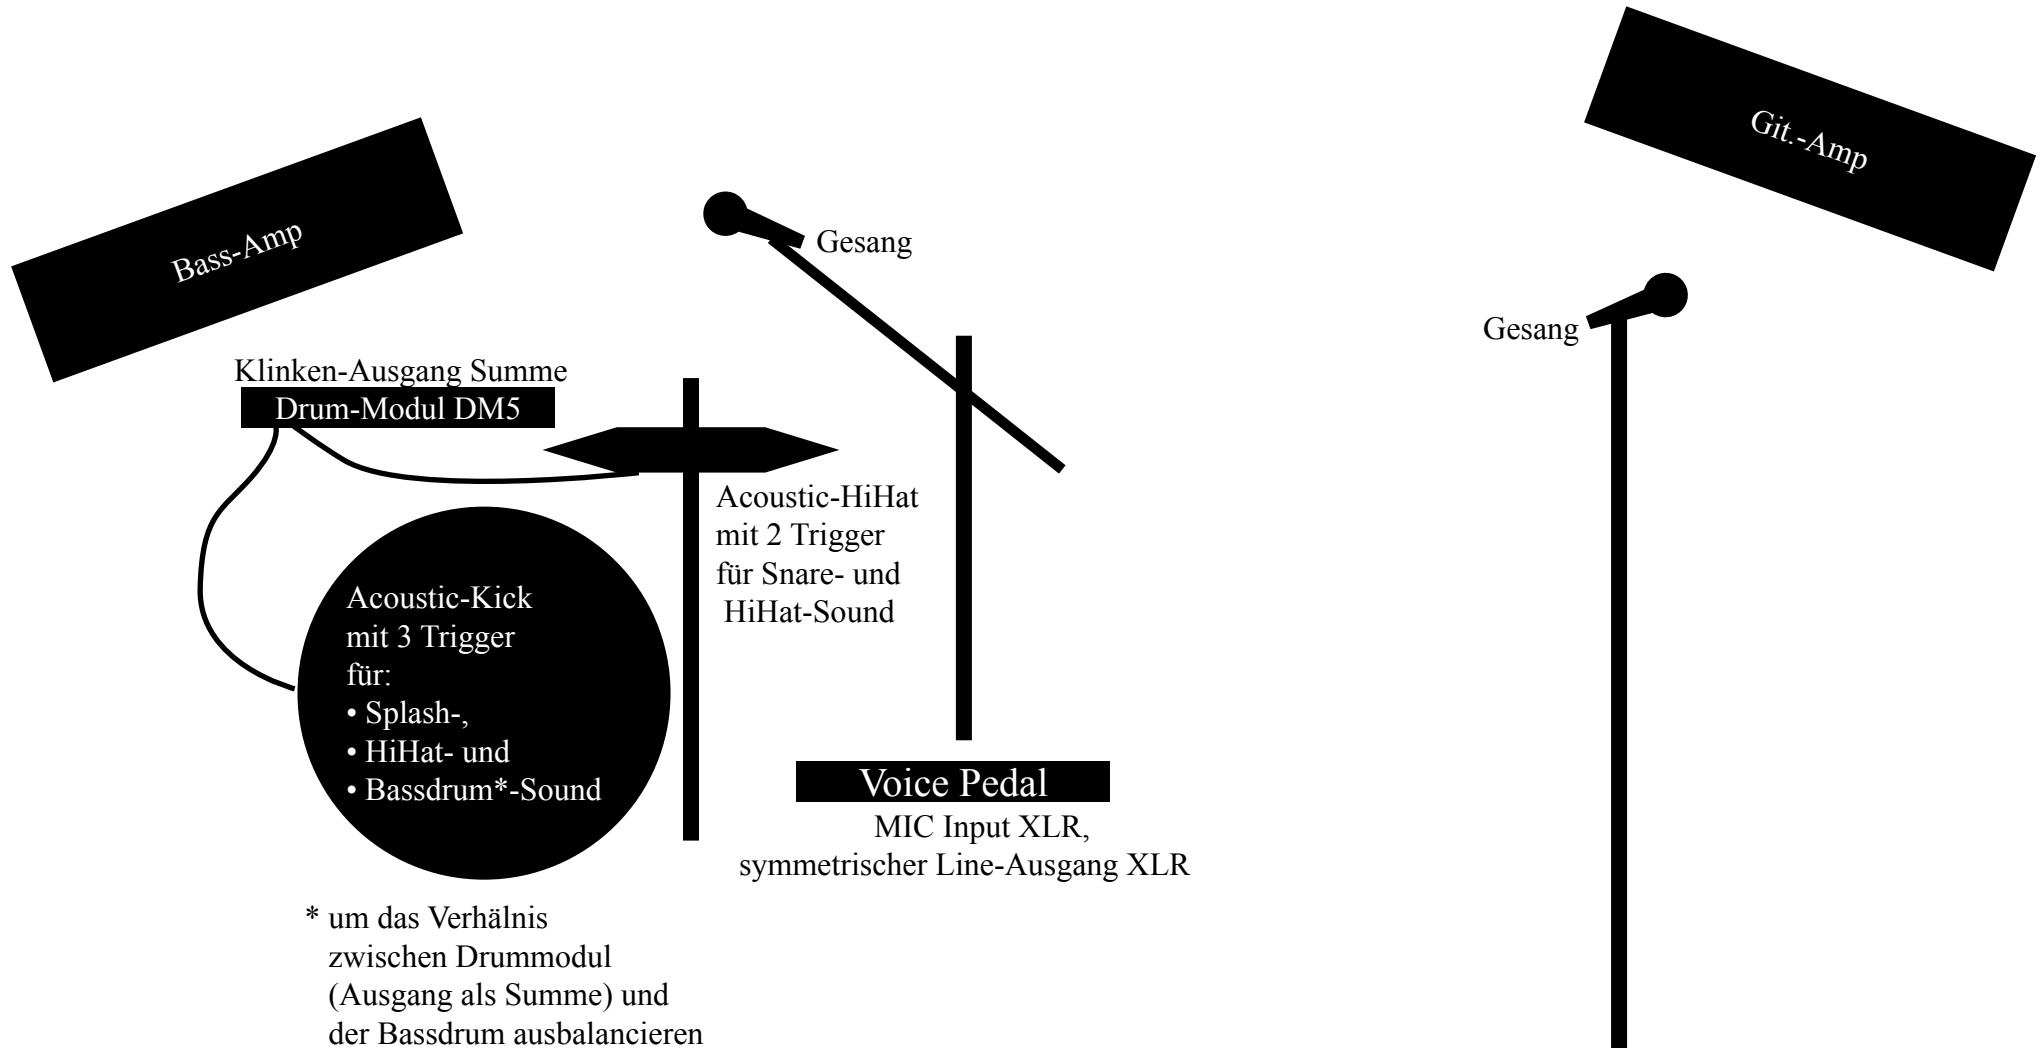 Git.-Amp
Bass-Amp
Gesang
Gesang
Klinken-Ausgang Summe
Drum-Modul DM5
Acoustic-HiHat
mit 2 Trigger
für Snare- und
HiHat-Sound
Acoustic-Kick
mit 3 Trigger
für:
• Splash-,
• HiHat- und
• Bassdrum*-Sound
Voice Pedal
MIC Input XLR,
symmetrischer Line-Ausgang XLR
* um das Verhälnis
zwischen Drummodul
(Ausgang als Summe) und
der Bassdrum ausbalancieren